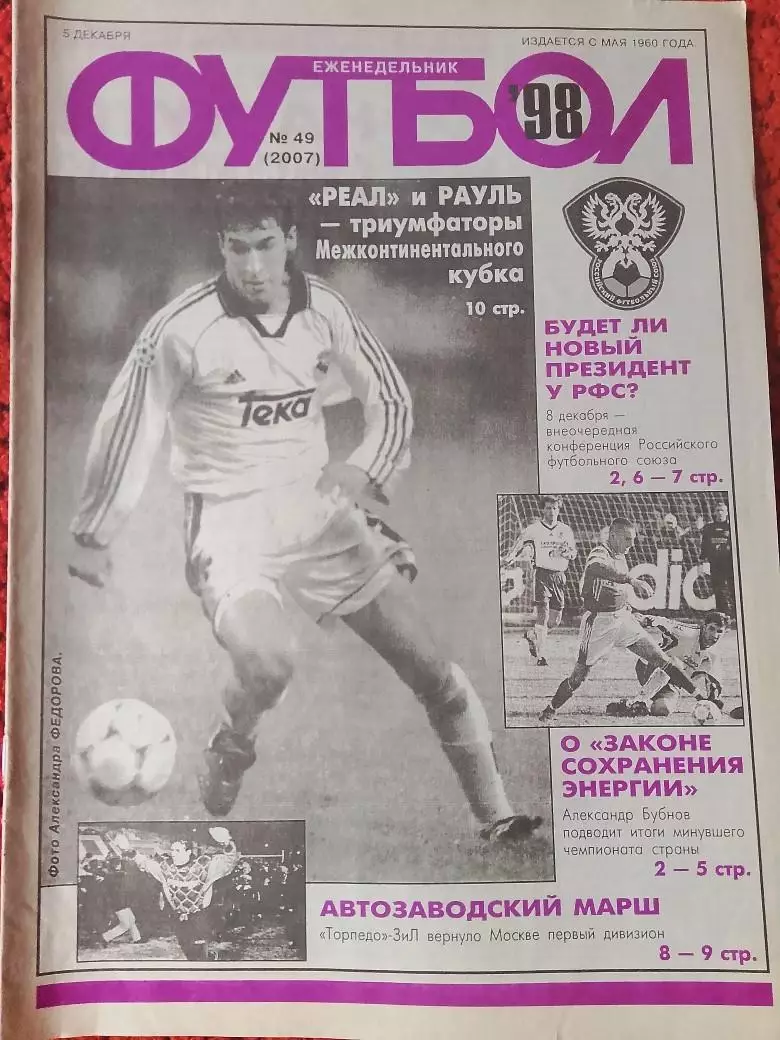 5 ДЕКАБРЯ
ИЗДАЕТСЯ С МАЯ 1960 ГОДА.
ЕЖЕНЕДЕЛЬНИК
ФУТБОЛ
'98
№ 49
(2007)
«РЕАЛ» и РАУЛЬ
— триумфаторы
Межконтинентального
кубка
10 стр.
РОССИЙСКИЙ ФУТБОЛЬНЫЙ СОЮЗ
БУДЕТ ЛИ
НОВЫЙ
ПРЕЗИДЕНТ
У РФС?
8 декабря —
внеочередная
конференция Российского
футбольного союза
2, 6 — 7 стр.
Teka
Фото Александра ФЕДОРОВА.
О «ЗАКОНЕ
СОХРАНЕНИЯ
ЭНЕРГИИ»
Александр Бубнов
подводит итоги минувшего
чемпионата страны
2 — 5 стр.
АВТОЗАВОДСКИЙ МАРШ
«Торпедо»-ЗиЛ вернуло Москве первый дивизион
8 — 9 стр.